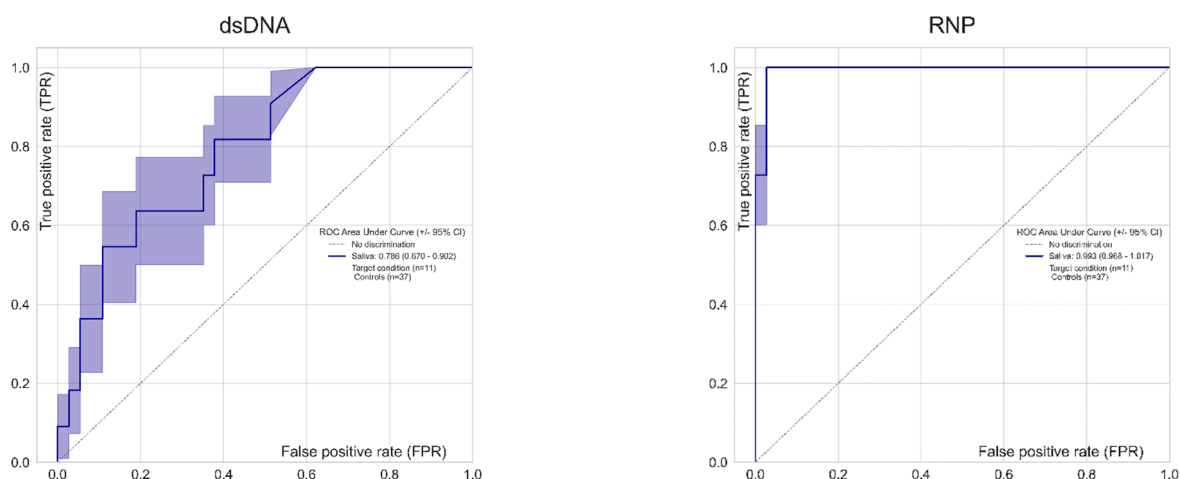 dsDNA
True positive rate (TPR)
1.0
0.8
0.6
0.4
0.2
0.0
ROC Area Under Curve (+/- 95% CI)
No discrimination
Saliva: 0.786 (0.670 - 0.902)
Target condition (n=11)
Controls (n=37)
False positive rate (FPR)
0.0 0.2 0.4 0.6 0.8 1.0
RNP
True positive rate (TPR)
1.0
0.8
0.6
0.4
0.2
0.0
ROC Area Under Curve (+/- 95% CI)
No discrimination
Saliva: 0.993 (0.968 - 1.017)
Target condition (n=11)
Controls (n=37)
False positive rate (FPR)
0.0 0.2 0.4 0.6 0.8 1.0